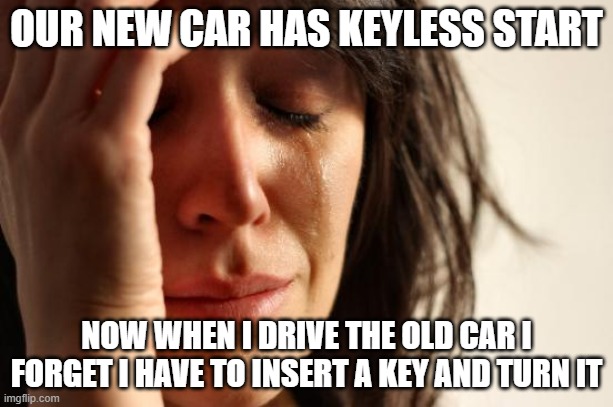 OUR NEW CAR HAS KEYLESS START
NOW WHEN I DRIVE THE OLD CAR I
FORGET I HAVE TO INSERT A KEY AND TURN IT
imgflip.com